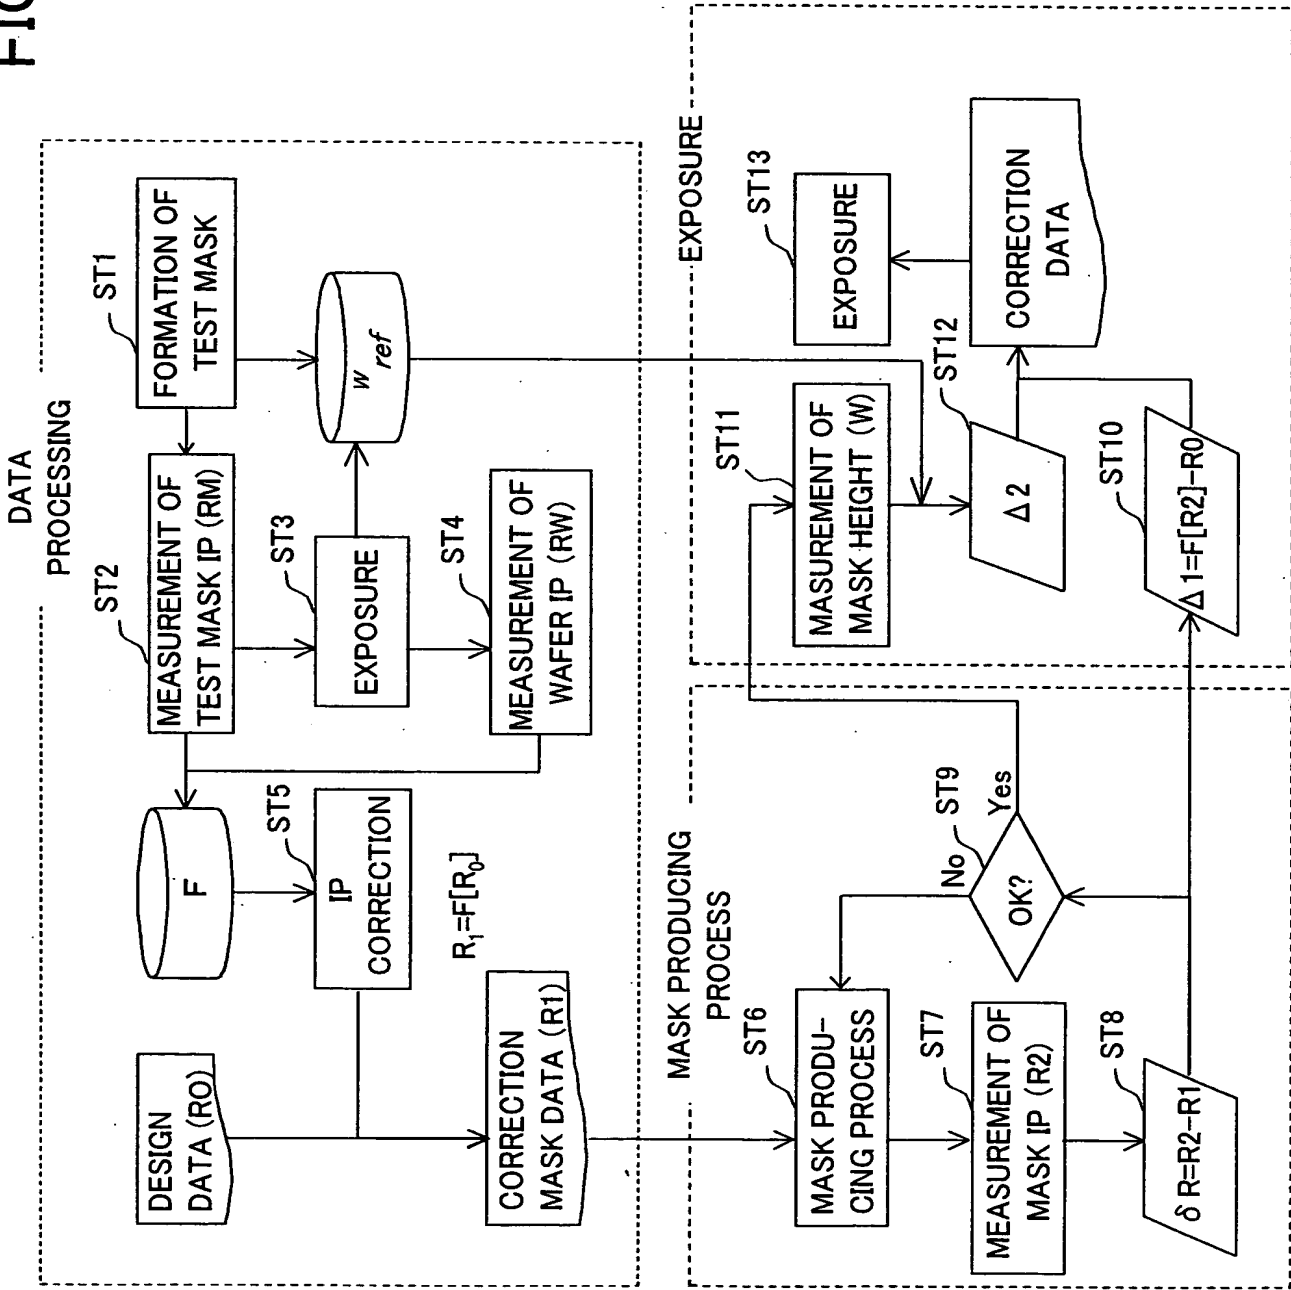 FIG
DATA
PROCESSING
ST1
FORMATION OF
TEST MASK
ST2
MEASUREMENT OF
TEST MASK IP (RM)
w ref
ST3
EXPOSURE
ST4
MEASUREMENT OF
WAFER IP (RW)
F
ST5
IP
CORRECTION
R1=F[R0]
DESIGN
DATA (R0)
CORRECTION
MASK DATA (R1)
MASK PRODUCING
PROCESS
ST6
MASK PRODU-
CING PROCESS
ST7
MEASUREMENT OF
MASK IP (R2)
ST8
δR=R2-R1
ST9
No
Yes
OK?
EXPOSURE
ST11
MASUREMENT OF
MASK HEIGHT (W)
ST12
Δ2
ST10
Δ1=F[R2]-R0
CORRECTION
DATA
ST13
EXPOSURE